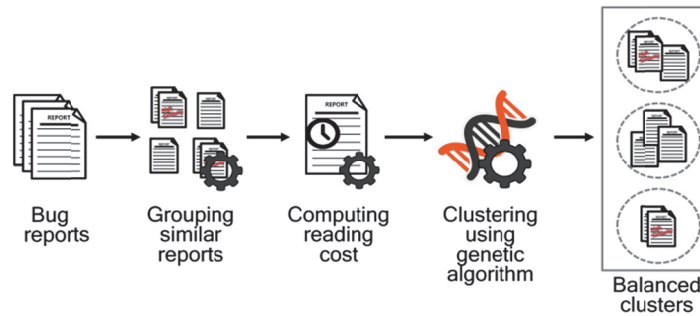 REPORT
REPORT
Bug
reports
Grouping
similar
reports
Computing
reading
cost
Clustering
using
genetic
algorithm
Balanced
clusters